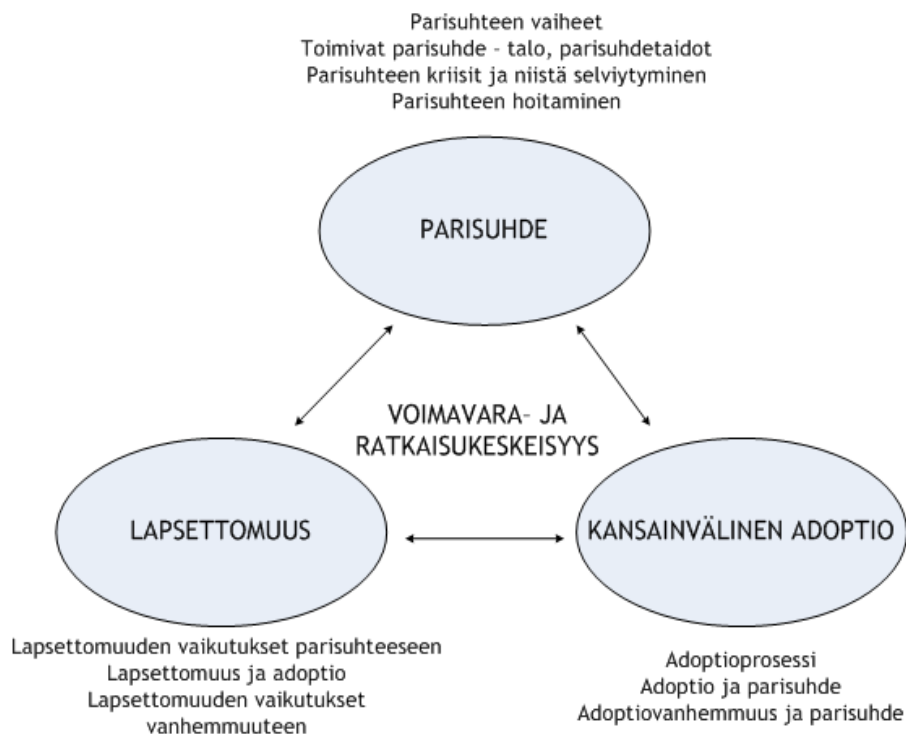 Parisuhteen vaiheet
Toimivat parisuhde - talo, parisuhdetaidot
Parisuhteen kriisit ja niistä selviytyminen
Parisuhteen hoitaminen
PARISUHDE
VOIMAVARA- JA
RATKAISUKESKEISYYS
LAPSETTOMUUS
KANSAINVÄLINEN ADOPTIO
Lapsettomuuden vaikutukset parisuhteeseen
Lapsettomuus ja adoptio
Lapsettomuuden vaikutukset
vanhemmuuteen
Adoptioprosessi
Adoptio ja parisuhde
Adoptiovanhemmuus ja parisuhde